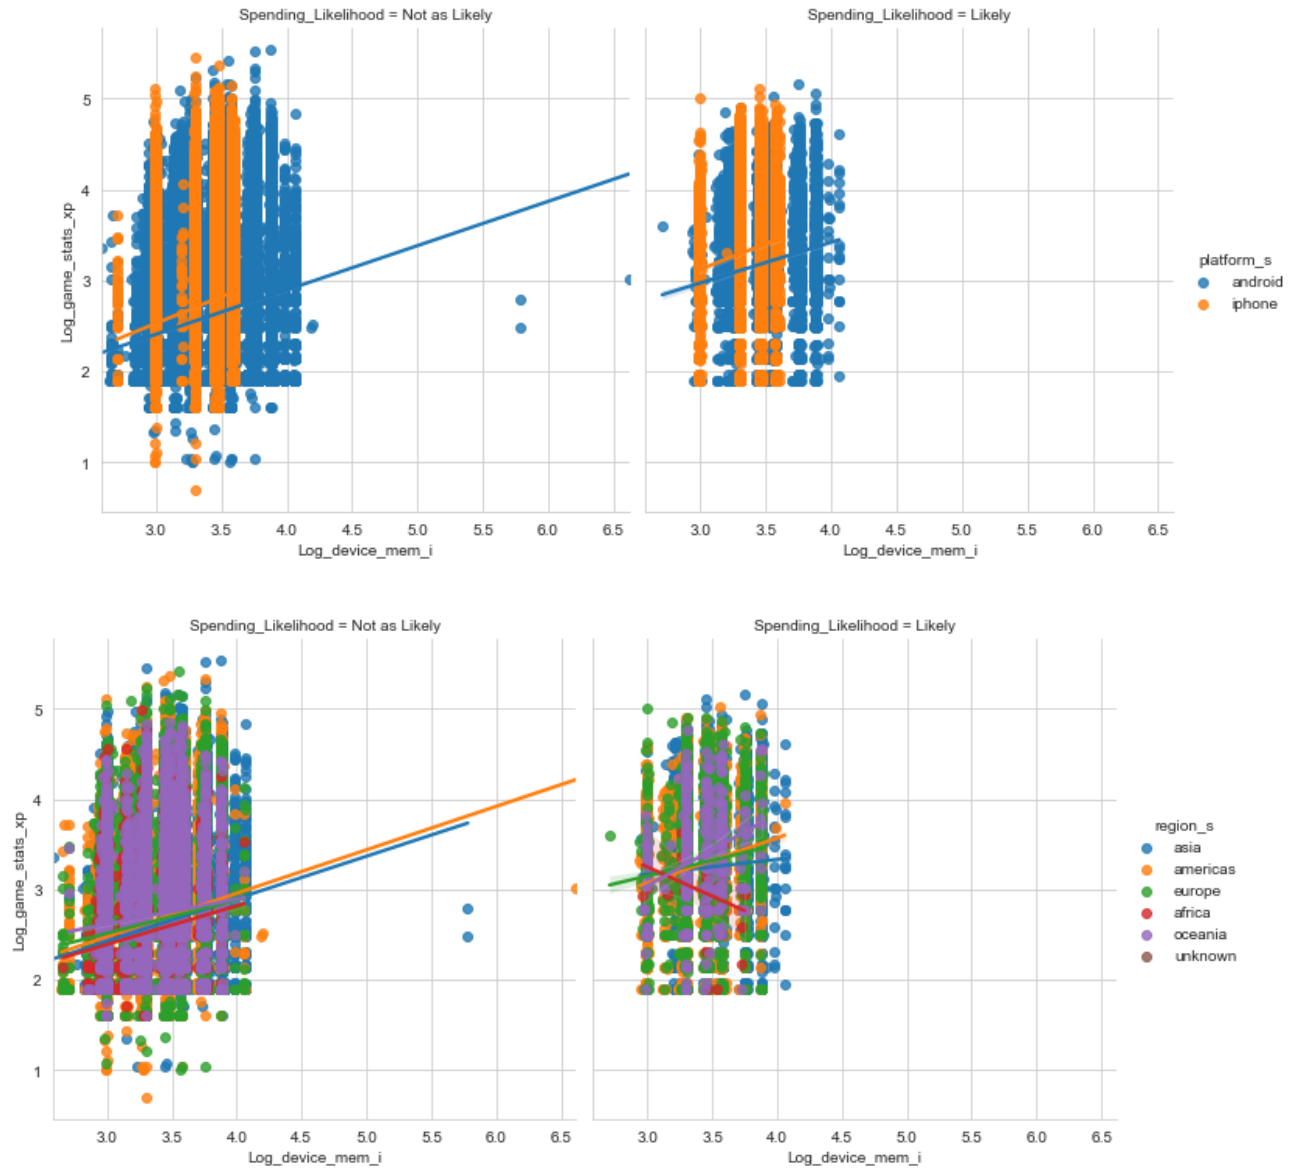 Spending_Likelihood = Not as Likely
Spending_Likelihood = Likely
5
4
3
2
1
Log_game_stats_xp
3.0 3.5 4.0 4.5 5.0 5.5 6.0 6.5
Log_device_mem_i
3.0 3.5 4.0 4.5 5.0 5.5 6.0 6.5
Log_device_mem_i
platform_s
android
iphone
Spending_Likelihood = Not as Likely
Spending_Likelihood = Likely
5
4
3
2
1
Log_game_stats_xp
3.0 3.5 4.0 4.5 5.0 5.5 6.0 6.5
Log_device_mem_i
3.0 3.5 4.0 4.5 5.0 5.5 6.0 6.5
Log_device_mem_i
region_s
asia
americas
europe
africa
oceania
unknown